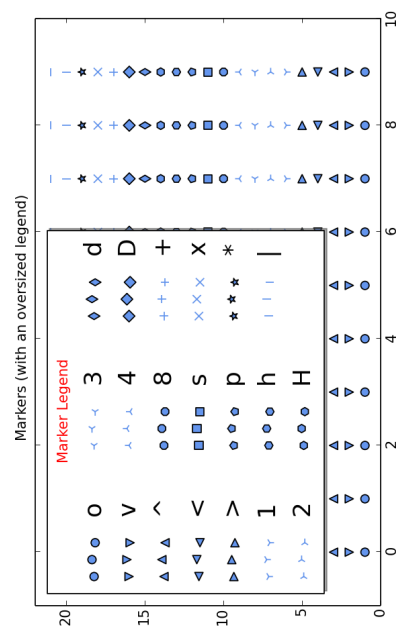 Markers (with an oversized legend)
Marker Legend
o 3 d
v 4 D
^ 8 +
< s x
> p *
1 h |
2 H
20
15
10
5
0
0 2 4 6 8 10